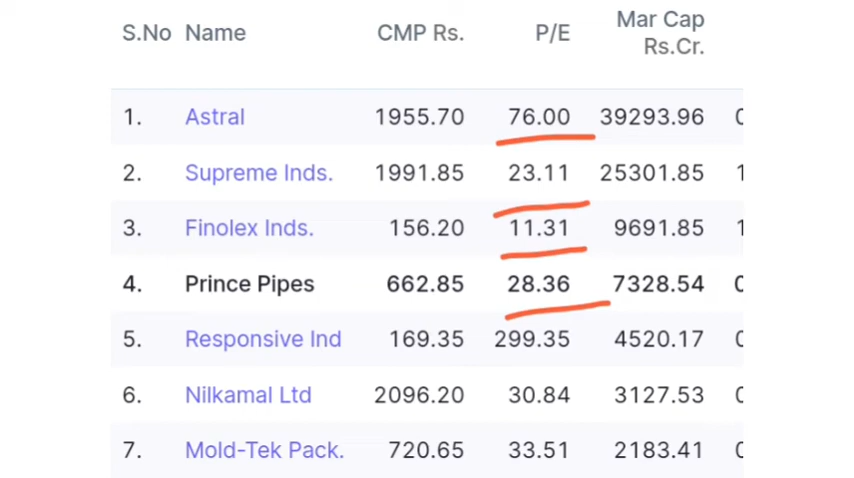 S.No Name CMP Rs. P/E Mar Cap Rs.Cr.
1. Astral 1955.70 76.00 39293.96
2. Supreme Inds. 1991.85 23.11 25301.85
3. Finolex Inds. 156.20 11.31 9691.85
4. Prince Pipes 662.85 28.36 7328.54
5. Responsive Ind 169.35 299.35 4520.17
6. Nilkamal Ltd 2096.20 30.84 3127.53
7. Mold-Tek Pack. 720.65 33.51 2183.41